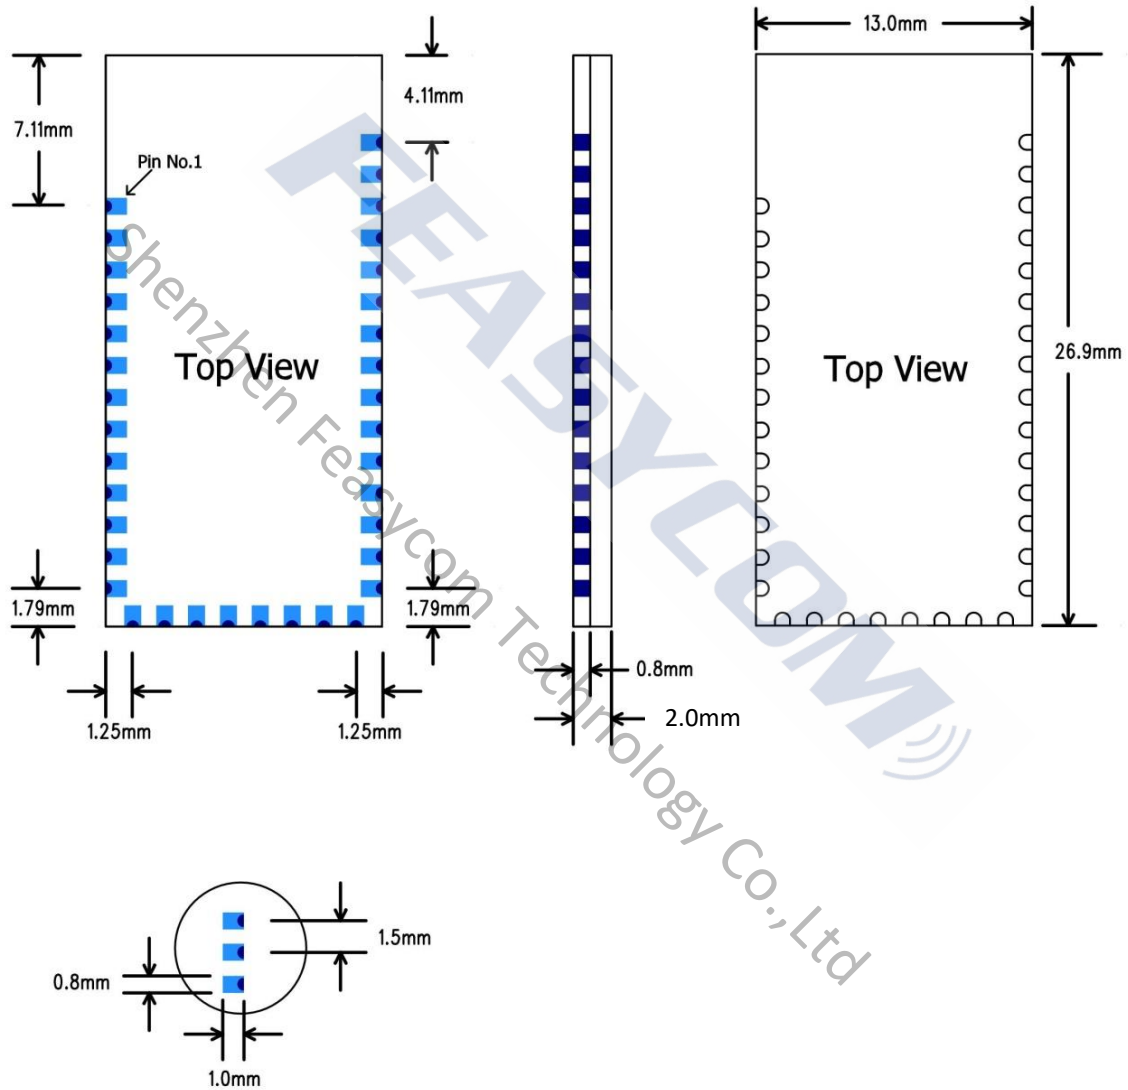 13.0mm
4.11mm
7.11mm
Pin No.1
FEASYCOM
Shenzhen Feasycom Technology Co.,Ltd
Top View
Top View
26.9mm
1.79mm
1.79mm
0.8mm
2.0mm
1.25mm
1.25mm
1.5mm
0.8mm
1.0mm